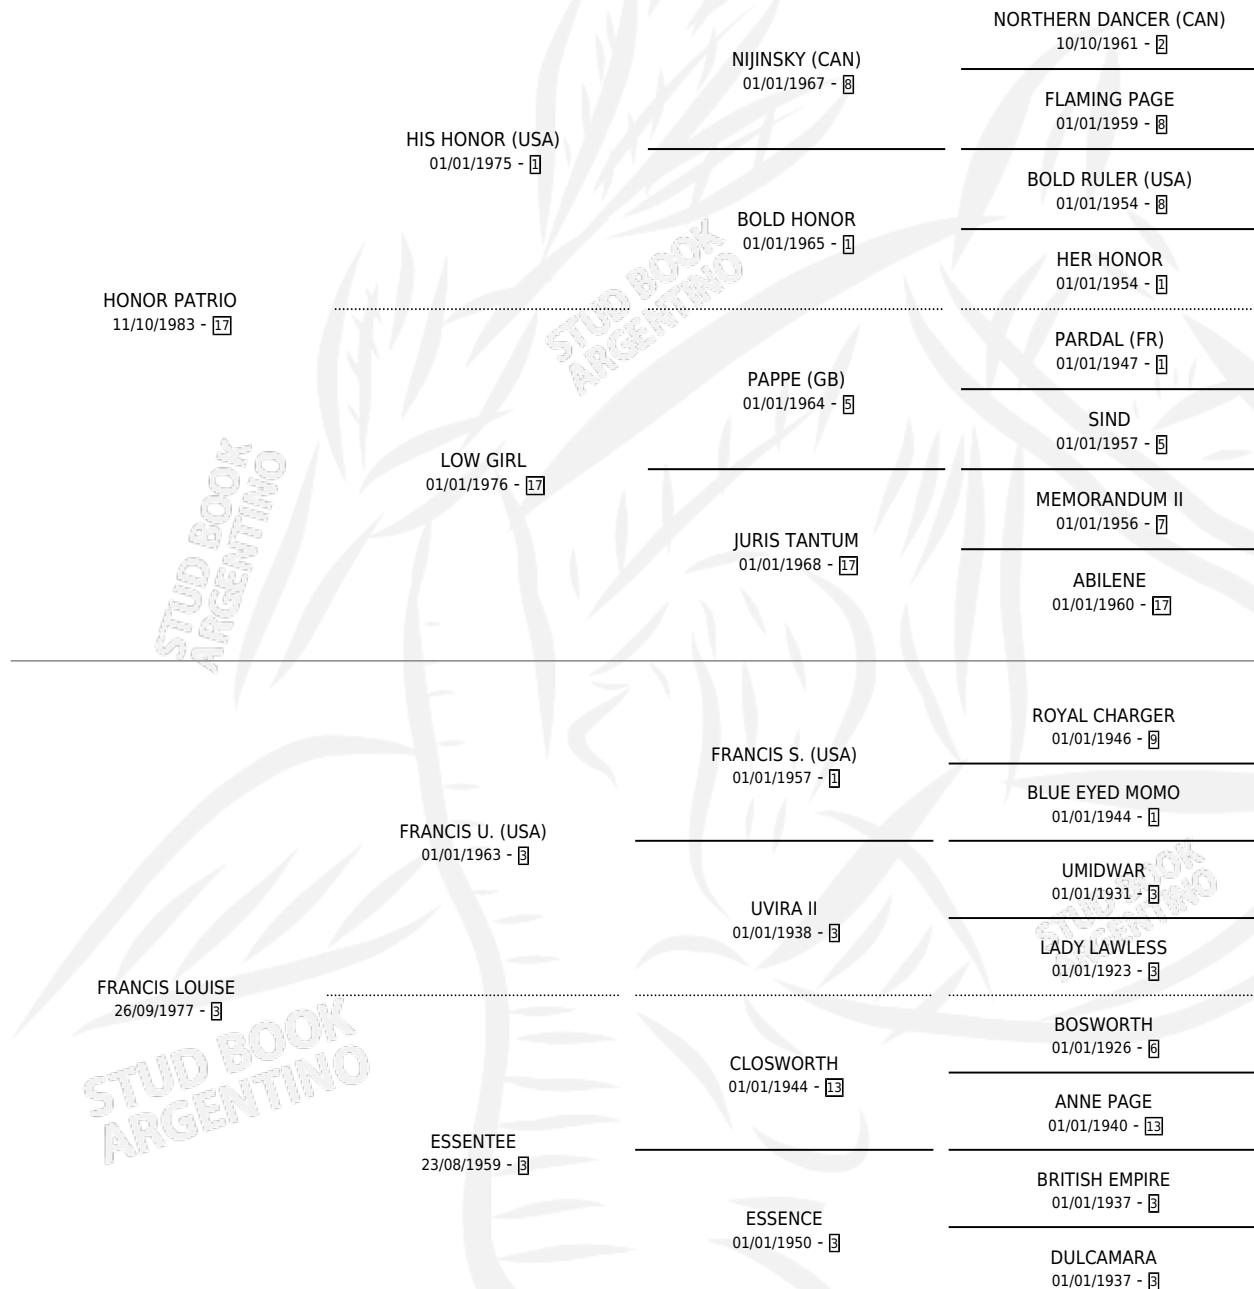 NORTHERN DANCER (CAN)
10/10/1961 - 2
NIJINSKY (CAN)
01/01/1967 - 8
FLAMING PAGE
01/01/1959 - 8
HIS HONOR (USA)
01/01/1975 - 1
BOLD RULER (USA)
01/01/1954 - 8
BOLD HONOR
01/01/1965 - 1
HER HONOR
01/01/1954 - 1
HONOR PATRIO
11/10/1983 - 17
STUD BOOK
ARGENTINO
PARDAL (FR)
01/01/1947 - 1
PAPPE (GB)
01/01/1964 - 5
SIND
01/01/1957 - 5
LOW GIRL
01/01/1976 - 17
MEMORANDUM II
01/01/1956 - 7
JURIS TANTUM
01/01/1968 - 17
ABILENE
01/01/1960 - 17
STUD BOOK
ARGENTINO
ROYAL CHARGER
01/01/1946 - 9
FRANCIS S. (USA)
01/01/1957 - 1
BLUE EYED MOMO
01/01/1944 - 1
FRANCIS U. (USA)
01/01/1963 - 3
UMIDWAR
01/01/1931 - 3
UVIRA II
01/01/1938 - 3
STUD BOOK
ARGENTINO
LADY LAWLESS
01/01/1923 - 3
FRANCIS LOUISE
26/09/1977 - 3
BOSWORTH
01/01/1926 - 6
STUD BOOK
ARGENTINO
CLOSWORTH
01/01/1944 - 13
ANNE PAGE
01/01/1940 - 13
ESSENTEE
23/08/1959 - 3
BRITISH EMPIRE
01/01/1937 - 3
ESSENCE
01/01/1950 - 3
DULCAMARA
01/01/1937 - 3